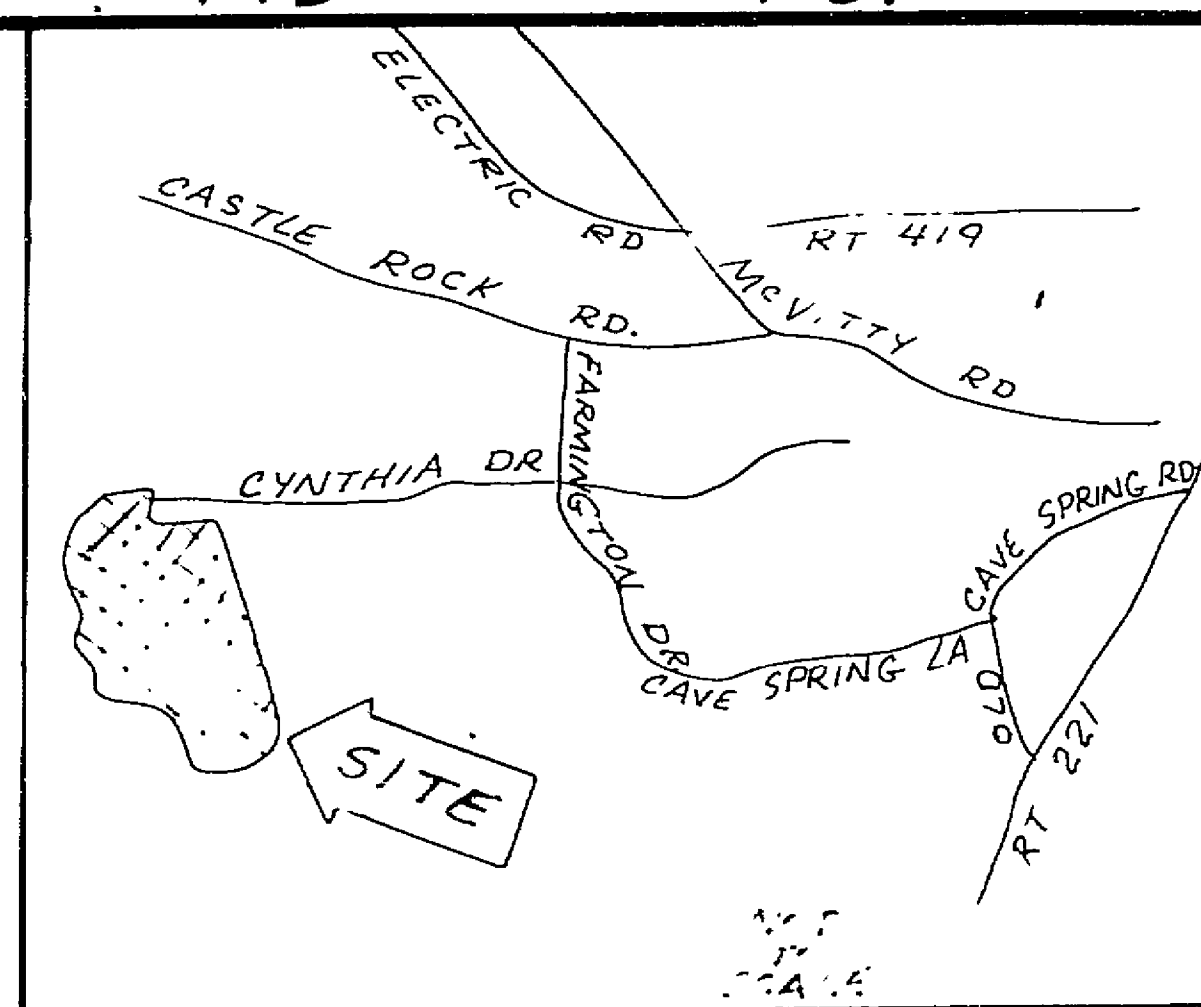 ELECTRIC RD
CASTLE ROCK RD.
RT 419
McVITTY RD
FARMINGTON DR.
CYNTHIA DR
CAVE SPRING LA
OLD CAVE SPRING RD
RT 221
SITE